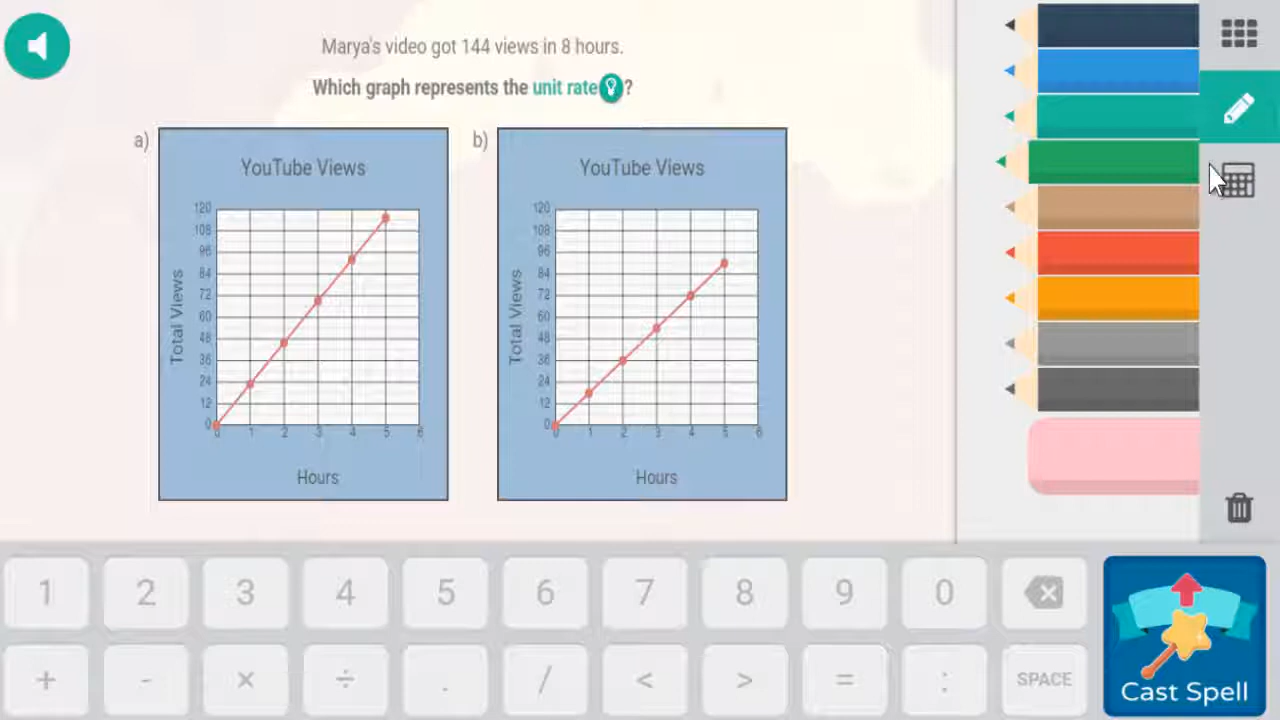 Marya's video got 144 views in 8 hours.
Which graph represents the unit rate?
a)
YouTube Views
120
108
96
84
72
60
48
36
24
12
0
0 1 2 3 4 5 6
Total Views
Hours
b)
YouTube Views
120
108
96
84
72
60
48
36
24
12
0
0 1 2 3 4 5 6
Total Views
Hours
1 2 3 4 5 6 7 8 9 0
+ - × ÷ . / < > = : SPACE
Cast Spell